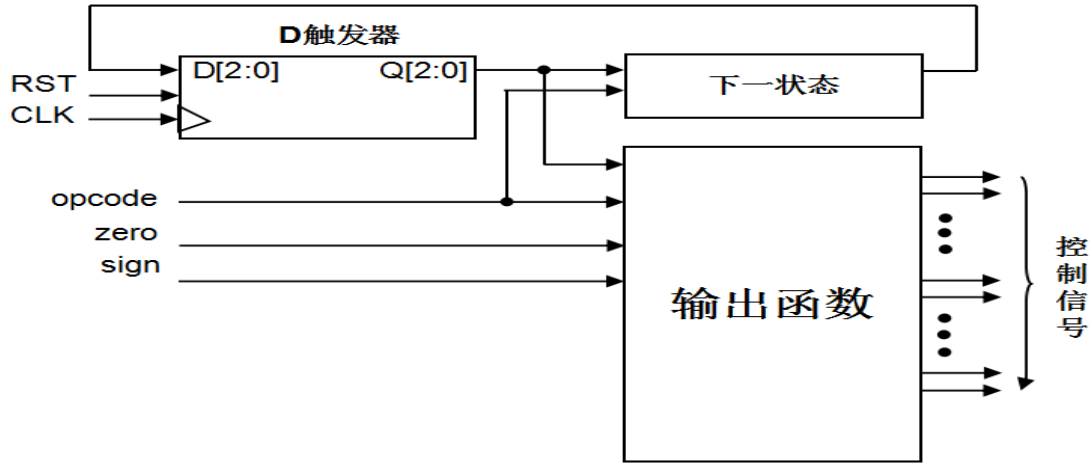 D触发器
D[2:0] Q[2:0]
下一状态
RST
CLK
opcode
zero
sign
输出函数
控制信号